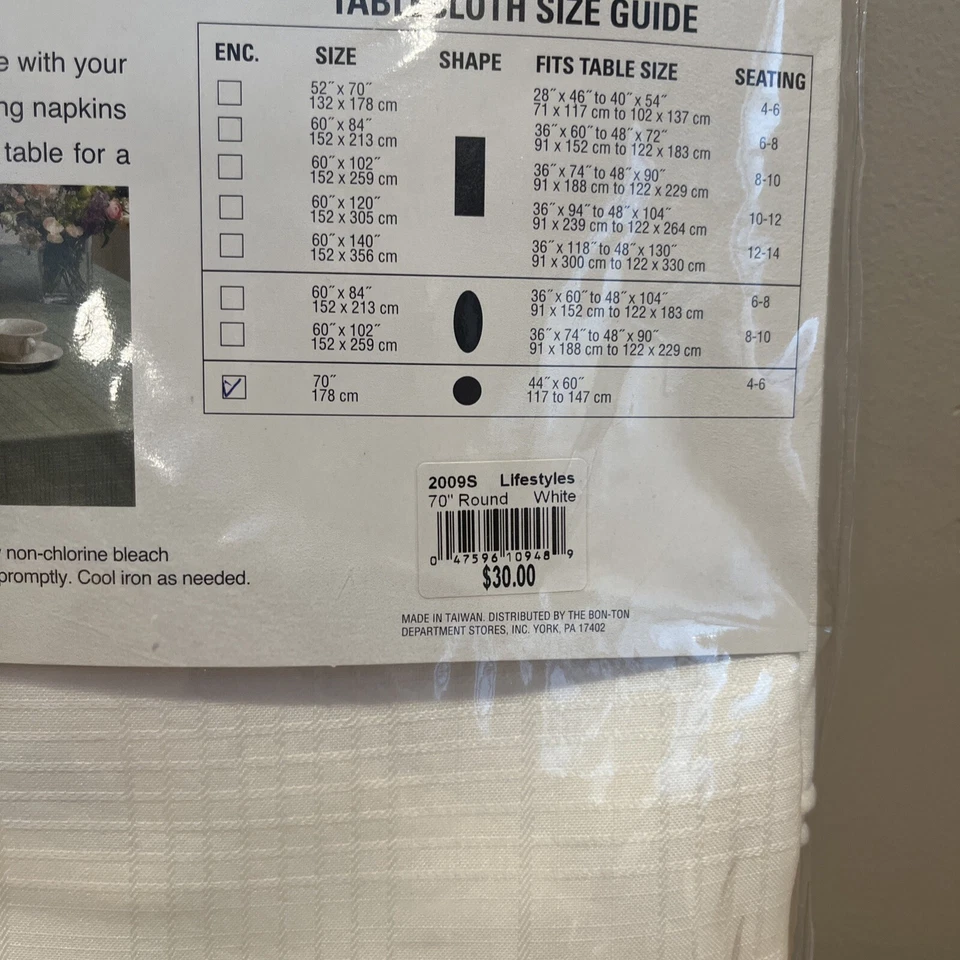 TABLECLOTH SIZE GUIDE
e with your
ng napkins
table for a
ENC. SIZE SHAPE FITS TABLE SIZE SEATING
52″ x 70″ 28″ x 46″ to 40″ x 54″ 4-6
132 x 178 cm 71 x 117 cm to 102 x 137 cm
60″ x 84″ 36″ x 60″ to 48″ x 72″ 6-8
152 x 213 cm 91 x 152 cm to 122 x 183 cm
60″ x 102″ 36″ x 74″ to 48″ x 90″ 8-10
152 x 259 cm 91 x 188 cm to 122 x 229 cm
60″ x 120″ 36″ x 94″ to 48″ x 104″ 10-12
152 x 305 cm 91 x 239 cm to 122 x 264 cm
60″ x 140″ 36″ x 118″ to 48″ x 130″ 12-14
152 x 356 cm 91 x 300 cm to 122 x 330 cm
60″ x 84″ 36″ x 60″ to 48″ x 104″ 6-8
152 x 213 cm 91 x 152 cm to 122 x 183 cm
60″ x 102″ 36″ x 74″ to 48″ x 90″ 8-10
152 x 259 cm 91 x 188 cm to 122 x 229 cm
70″ 44″ x 60″ 4-6
178 cm 117 to 147 cm
2009S Lifestyles
70" Round White
0 47596 10948 9
$30.00
non-chlorine bleach
promptly. Cool iron as needed.
MADE IN TAIWAN. DISTRIBUTED BY THE BON-TON
DEPARTMENT STORES, INC. YORK, PA 17402